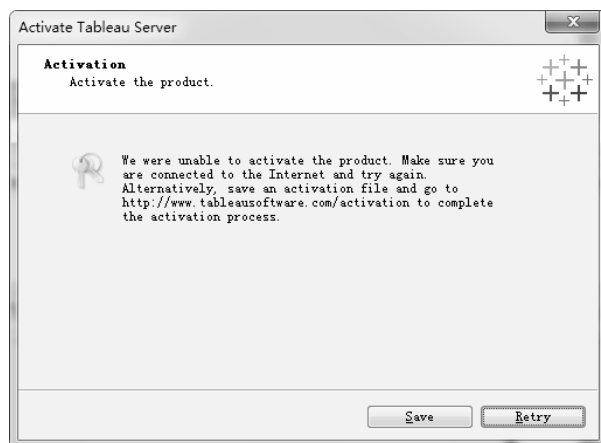 Activate Tableau Server
Activation
Activate the product.
We were unable to activate the product. Make sure you
are connected to the Internet and try again.
Alternatively, save an activation file and go to
http://www.tableausoftware.com/activation to complete
the activation process.
Save
Retry